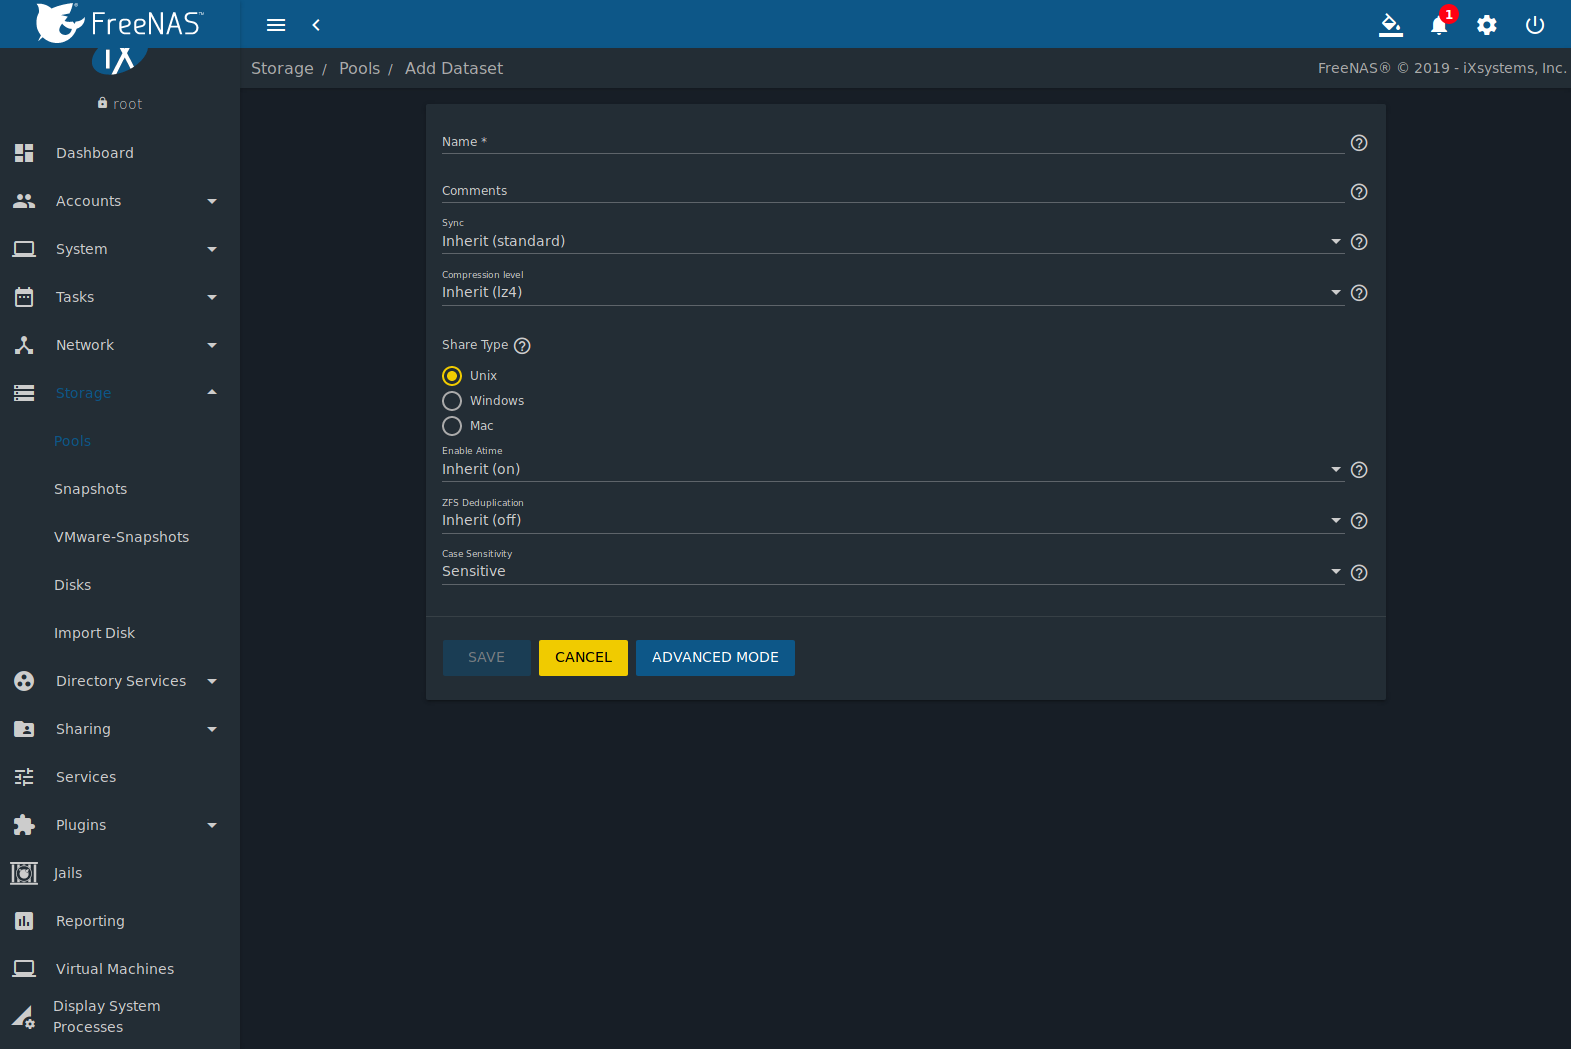 FreeNAS™
1
iX
root
Storage / Pools / Add Dataset
FreeNAS® © 2019 - iXsystems, Inc.
Dashboard
Accounts
System
Tasks
Network
Storage
Pools
Snapshots
VMware-Snapshots
Disks
Import Disk
Directory Services
Sharing
Services
Plugins
Jails
Reporting
Virtual Machines
Display System
Processes
Name *
Comments
Sync
Inherit (standard)
Compression level
Inherit (lz4)
Share Type
Unix
Windows
Mac
Enable Atime
Inherit (on)
ZFS Deduplication
Inherit (off)
Case Sensitivity
Sensitive
SAVE CANCEL ADVANCED MODE